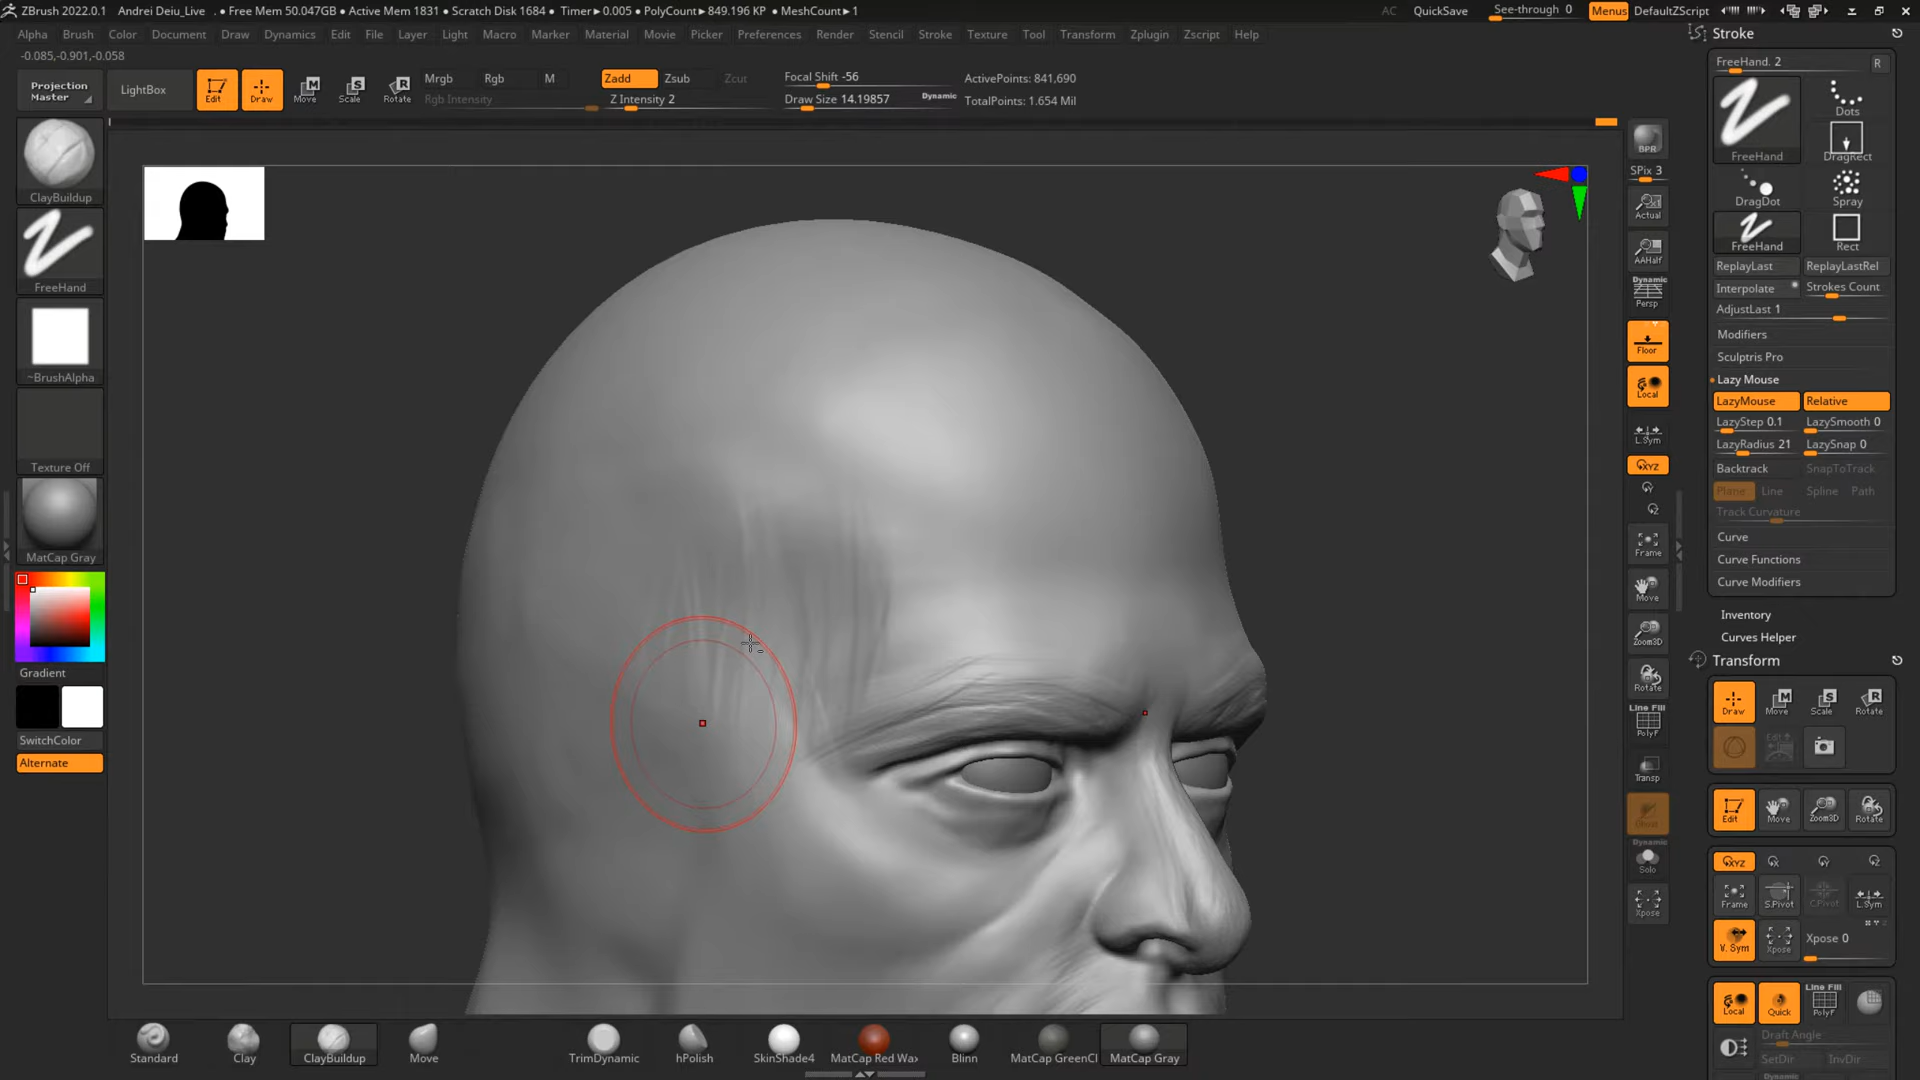 ZBrush 2022.0.1 Andrei Deiu_Live . • Free Mem 50.047GB • Active Mem 1831 • Scratch Disk 1684 • Timer▸0.005 • PolyCount▸849.196 KP • MeshCount▸1 AC QuickSave See-through 0 Menus DefaultZScript
Alpha Brush Color Document Draw Dynamics Edit File Layer Light Macro Marker Material Movie Picker Preferences Render Stencil Stroke Texture Tool Transform Zplugin Zscript Help
-0.085,-0.901,-0.058
Projection
Master
LightBox
Edit
Draw
Move
Scale
Rotate
Mrgb Rgb M
Rgb Intensity
Zadd Zsub Zcut
Z Intensity 2
Focal Shift -56
Draw Size 14.19857
Dynamic
ActivePoints: 841,690
TotalPoints: 1.654 Mil
ClayBuildup
FreeHand
~BrushAlpha
Texture Off
MatCap Gray
Gradient
SwitchColor
Alternate
BPR
SPix 3
Actual
AAHalf
Dynamic
Persp
Floor
Local
L.Sym
XYZ
Y
Z
Frame
Move
Zoom3D
Rotate
Line Fill
PolyF
Transp
Ghost
Dynamic
Solo
Xpose
Stroke
FreeHand. 2 R
FreeHand
Dots
DragRect
DragDot
Spray
FreeHand
Rect
ReplayLast ReplayLastRel
Interpolate Strokes Count
AdjustLast 1
Modifiers
Sculptris Pro
Lazy Mouse
LazyMouse Relative
LazyStep 0.1 LazySmooth 0
LazyRadius 21 LazySnap 0
Backtrack SnapToTrack
Plane Line Spline Path
Track Curvature
Curve
Curve Functions
Curve Modifiers
Inventory
Curves Helper
Transform
Draw Move Scale Rotate
Edit
Edit Move Zoom3D Rotate
XYZ X Y Z
Frame S.Pivot C.Pivot L.Sym
V. Sym Xpose Xpose 0
Local Quick
Line Fill
PolyF
Draft Angle
SetDir InvDir
Dynamic
Standard Clay ClayBuildup Move TrimDynamic hPolish SkinShade4 MatCap Red Wax Blinn MatCap GreenCl MatCap Gray